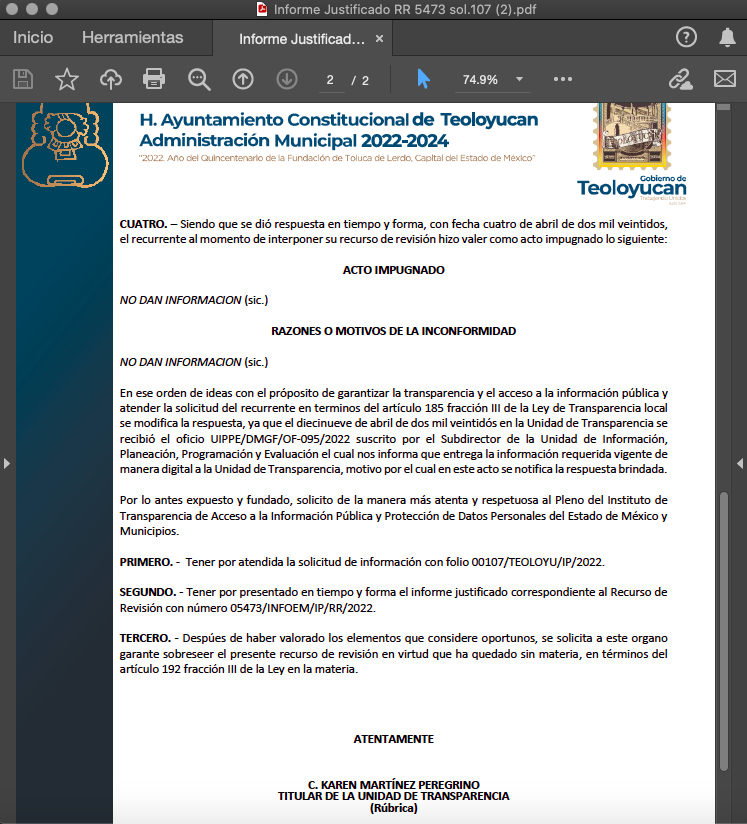 Informe Justificado RR 5473 sol.107 (2).pdf
Inicio Herramientas Informe Justificad... ×
2 / 2 74.9%
H. Ayuntamiento Constitucional de Teoloyucan
Administración Municipal 2022-2024
"2022. Año del Quincentenario de la Fundación de Toluca de Lerdo, Capital del Estado de México"
Gobierno de
Teoloyucan
CUATRO. – Siendo que se dió respuesta en tiempo y forma, con fecha cuatro de abril de dos mil veintidos,
el recurrente al momento de interponer su recurso de revisión hizo valer como acto impugnado lo siguiente:
ACTO IMPUGNADO
NO DAN INFORMACION (sic.)
RAZONES O MOTIVOS DE LA INCONFORMIDAD
NO DAN INFORMACION (sic.)
En ese orden de ideas con el próposito de garantizar la transparencia y el acceso a la información pública y
atender la solicitud del recurrente en terminos del artículo 185 fracción III de la Ley de Transparencia local
se modifica la respuesta, ya que el diecinueve de abril de dos mil veintidós en la Unidad de Transparencia se
recibió el oficio UIPPE/DMGF/OF-095/2022 suscrito por el Subdirector de la Unidad de Información,
Planeación, Programación y Evaluación el cual nos informa que entrega la información requerida vigente de
manera digital a la Unidad de Transparencia, motivo por el cual en este acto se notifica la respuesta brindada.
Por lo antes expuesto y fundado, solicito de la manera más atenta y respetuosa al Pleno del Instituto de
Transparencia de Acceso a la Información Pública y Protección de Datos Personales del Estado de México y
Municipios.
PRIMERO. - Tener por atendida la solicitud de información con folio 00107/TEOLOYU/IP/2022.
SEGUNDO. - Tener por presentado en tiempo y forma el informe justificado correspondiente al Recurso de
Revisión con número 05473/INFOEM/IP/RR/2022.
TERCERO. - Despúes de haber valorado los elementos que considere oportunos, se solicita a este organo
garante sobreseer el presente recurso de revisión en virtud que ha quedado sin materia, en términos del
artículo 192 fracción III de la Ley en la materia.
ATENTAMENTE
C. KAREN MARTÍNEZ PEREGRINO
TITULAR DE LA UNIDAD DE TRANSPARENCIA
(Rúbrica)